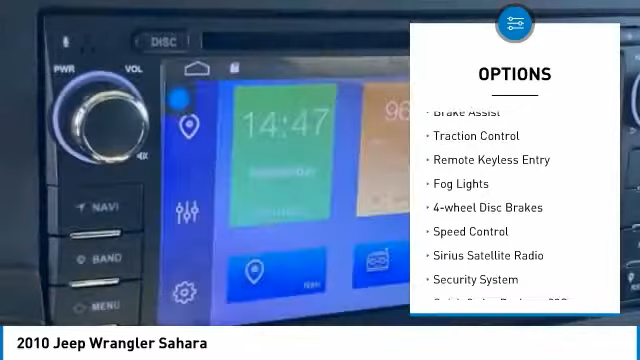 DISC
PWR
VOL
14:47
96
NAVI
BAND
MENU
OPTIONS
Brake Assist
Traction Control
Remote Keyless Entry
Fog Lights
4-wheel Disc Brakes
Speed Control
Sirius Satellite Radio
Security System
2010 Jeep Wrangler Sahara